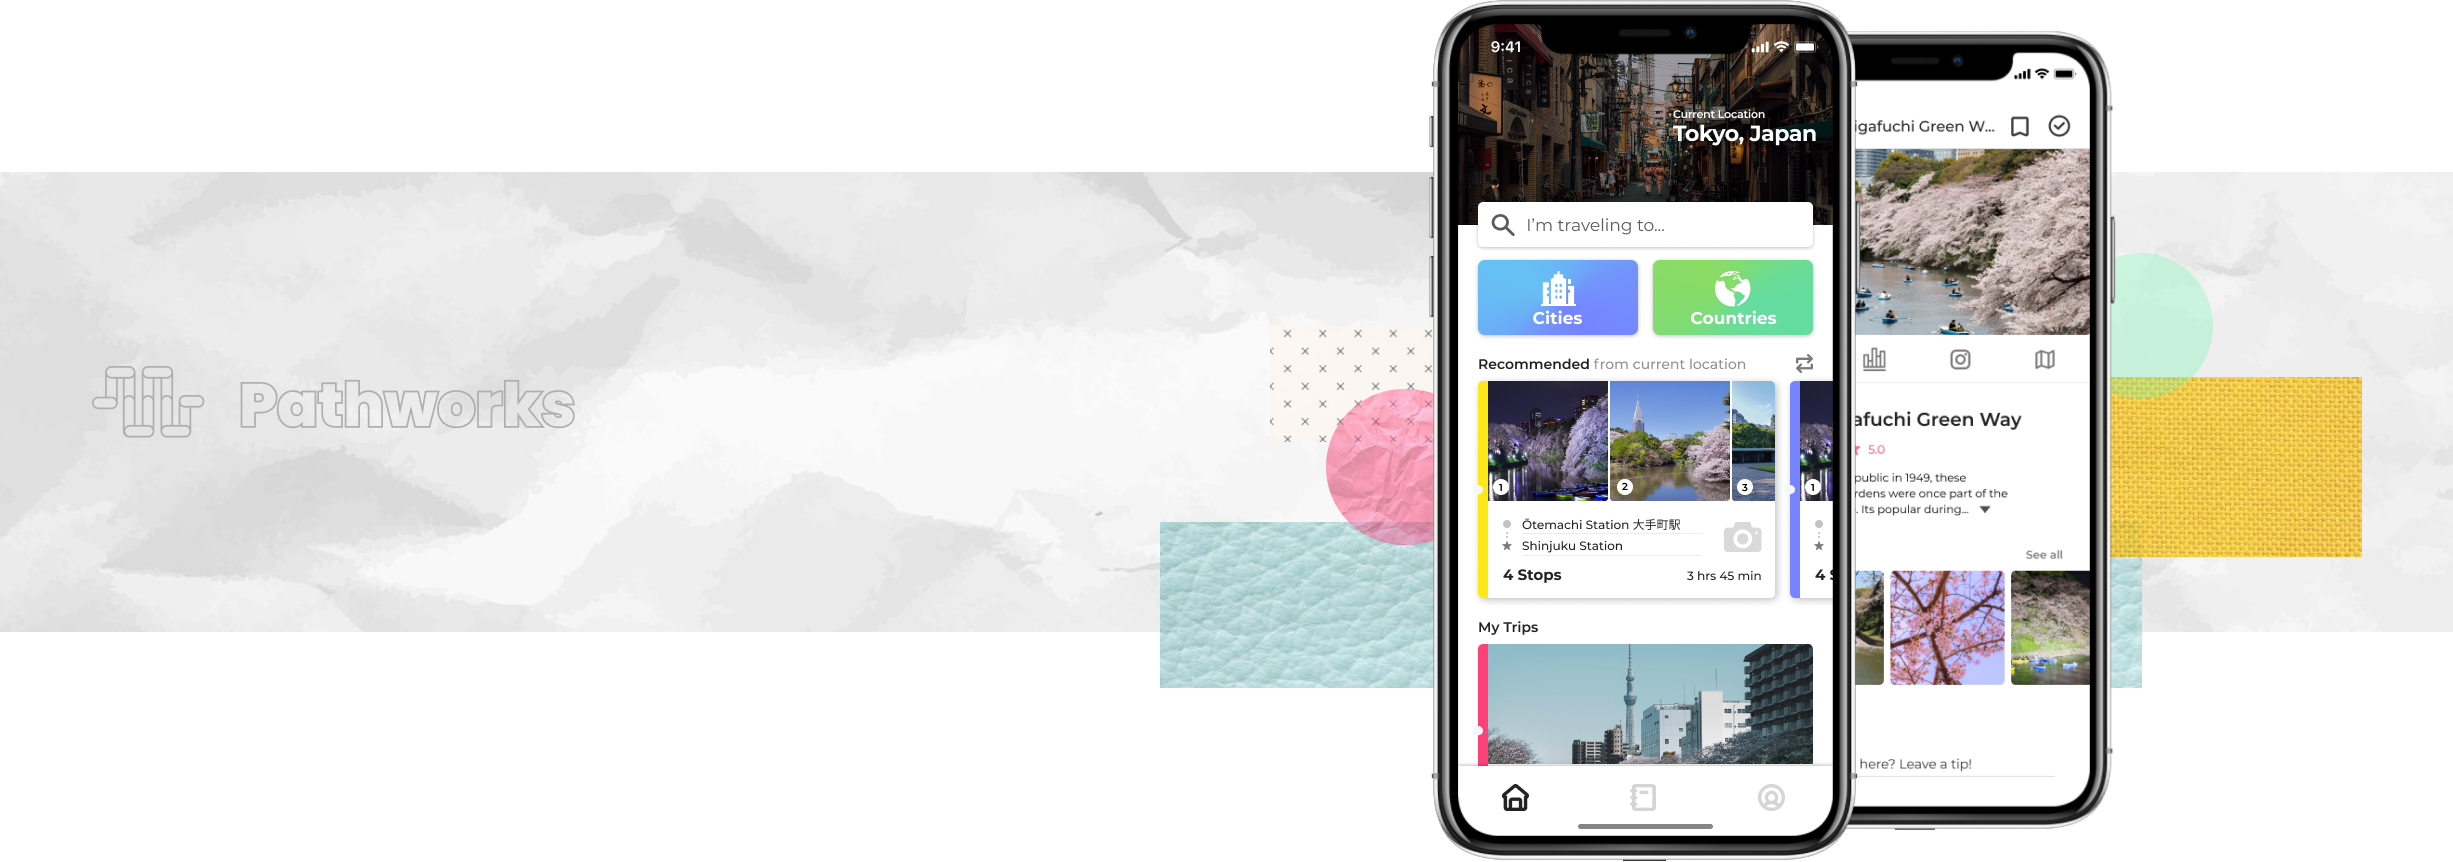 Pathworks
9:41
Current Location
Tokyo, Japan
I'm traveling to...
Cities
Countries
Recommended from current location
1
2
3
1
Ōtemachi Station 大手町駅
Shinjuku Station
4 Stops
3 hrs 45 min
4 S
My Trips
igafuchi Green W...
afuchi Green Way
5.0
public in 1949, these
rdens were once part of the
. Its popular during...
See all
here? Leave a tip!